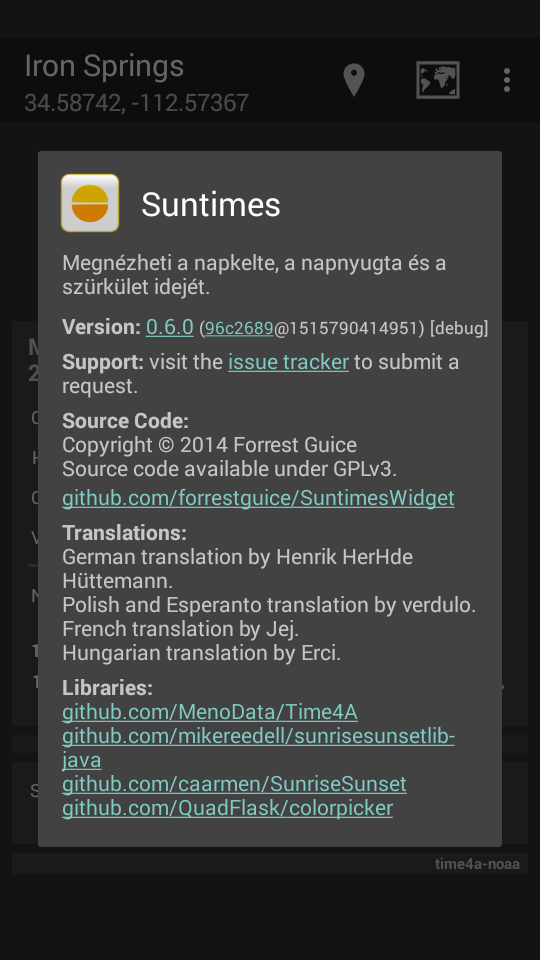 Iron Springs
34.58742, -112.57367
Suntimes
Megnézheti a napkelte, a napnyugta és a
szürkület idejét.
Version: 0.6.0 (96c2689@1515790414951) [debug]
Support: visit the issue tracker to submit a
request.
Source Code:
Copyright © 2014 Forrest Guice
Source code available under GPLv3.
github.com/forrestguice/SuntimesWidget
Translations:
German translation by Henrik HerHde
Hüttemann.
Polish and Esperanto translation by verdulo.
French translation by Jej.
Hungarian translation by Erci.
Libraries:
github.com/MenoData/Time4A
github.com/mikereedell/sunrisesunsetlib-
java
github.com/caarmen/SunriseSunset
github.com/QuadFlask/colorpicker
time4a-noaa